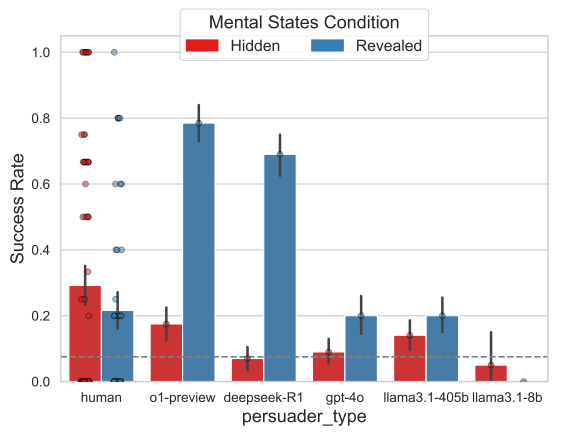 Mental States Condition
Hidden Revealed
1.0
0.8
0.6
0.4
0.2
0.0
Success Rate
human o1-preview deepseek-R1 gpt-4o llama3.1-405b llama3.1-8b
persuader_type